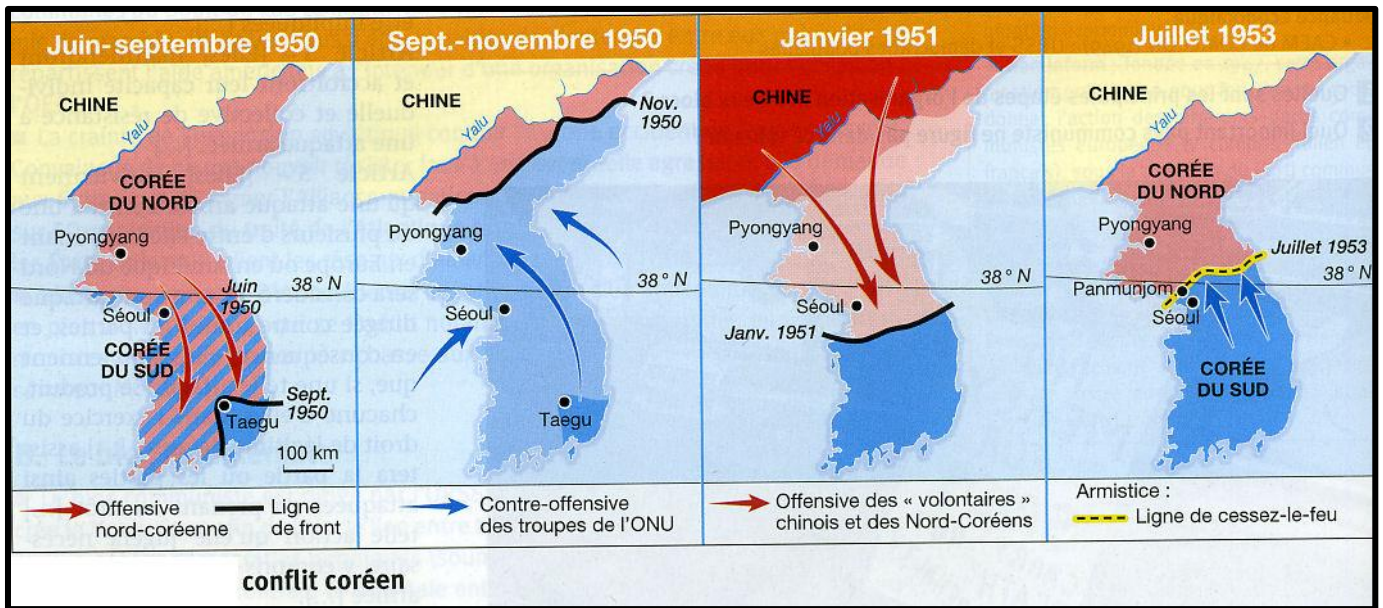 Juin-septembre 1950
CHINE
Yalu
CORÉE
DU NORD
Pyongyang
Juin
1950
38° N
Séoul
CORÉE
DU SUD
Sept.
1950
Taegu
100 km
Offensive
nord-coréenne
Ligne
de front
Sept.-novembre 1950
CHINE
Nov.
1950
Yalu
Pyongyang
38° N
Séoul
Taegu
Contre-offensive
des troupes de l'ONU
Janvier 1951
CHINE
Yalu
Pyongyang
38° N
Séoul
Janv. 1951
Offensive des « volontaires »
chinois et des Nord-Coréens
Juillet 1953
CHINE
Yalu
CORÉE
DU NORD
Pyongyang
Juillet 1953
38° N
Panmunjom
Séoul
CORÉE
DU SUD
Armistice :
Ligne de cessez-le-feu
conflit coréen